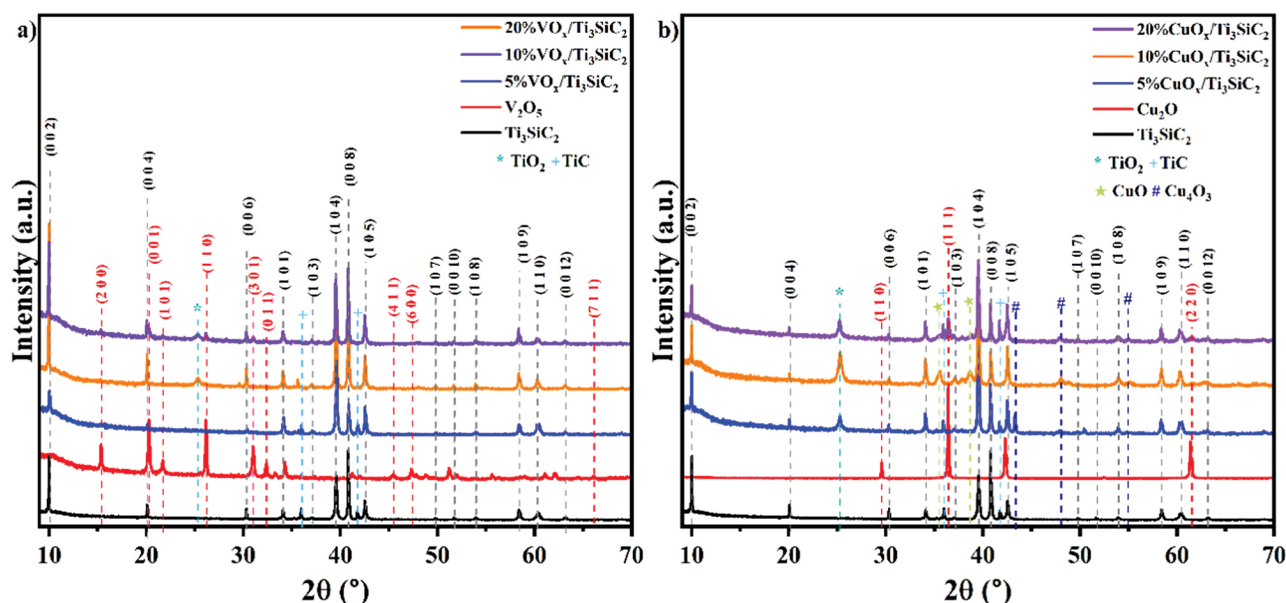 a)
20%VOₓ/Ti₃SiC₂
10%VOₓ/Ti₃SiC₂
5%VOₓ/Ti₃SiC₂
V₂O₅
Ti₃SiC₂
* TiO₂ + TiC
(0 0 2)
(2 0 0)
(0 0 4)
(0 0 1)
(1 0 1)
*
(1 1 0)
(0 0 6)
(3 0 1)
(0 1 1)
(1 0 1)
+
(1 0 3)
(1 0 4)
(0 0 8)
+
(1 0 5)
(4 1 1)
(6 0 0)
(1 0 7)
(0 0 10)
(1 0 8)
(1 0 9)
(1 1 0)
(0 0 12)
(7 1 1)
Intensity (a.u.)
10 20 30 40 50 60 70
2θ (°)
b)
20%CuOₓ/Ti₃SiC₂
10%CuOₓ/Ti₃SiC₂
5%CuOₓ/Ti₃SiC₂
Cu₂O
Ti₃SiC₂
* TiO₂ + TiC
★ CuO # Cu₄O₃
(0 0 2)
(0 0 4)
*
(1 1 0)
(0 0 6)
(1 0 1)
★
+
(1 1 1)
(1 0 3)
★
(1 0 4)
(0 0 8)
+
(1 0 5)
#
#
(1 0 7)
(0 0 10)
(1 0 8)
#
(1 0 9)
(1 1 0)
(2 2 0)
(0 0 12)
Intensity (a.u.)
10 20 30 40 50 60 70
2θ (°)